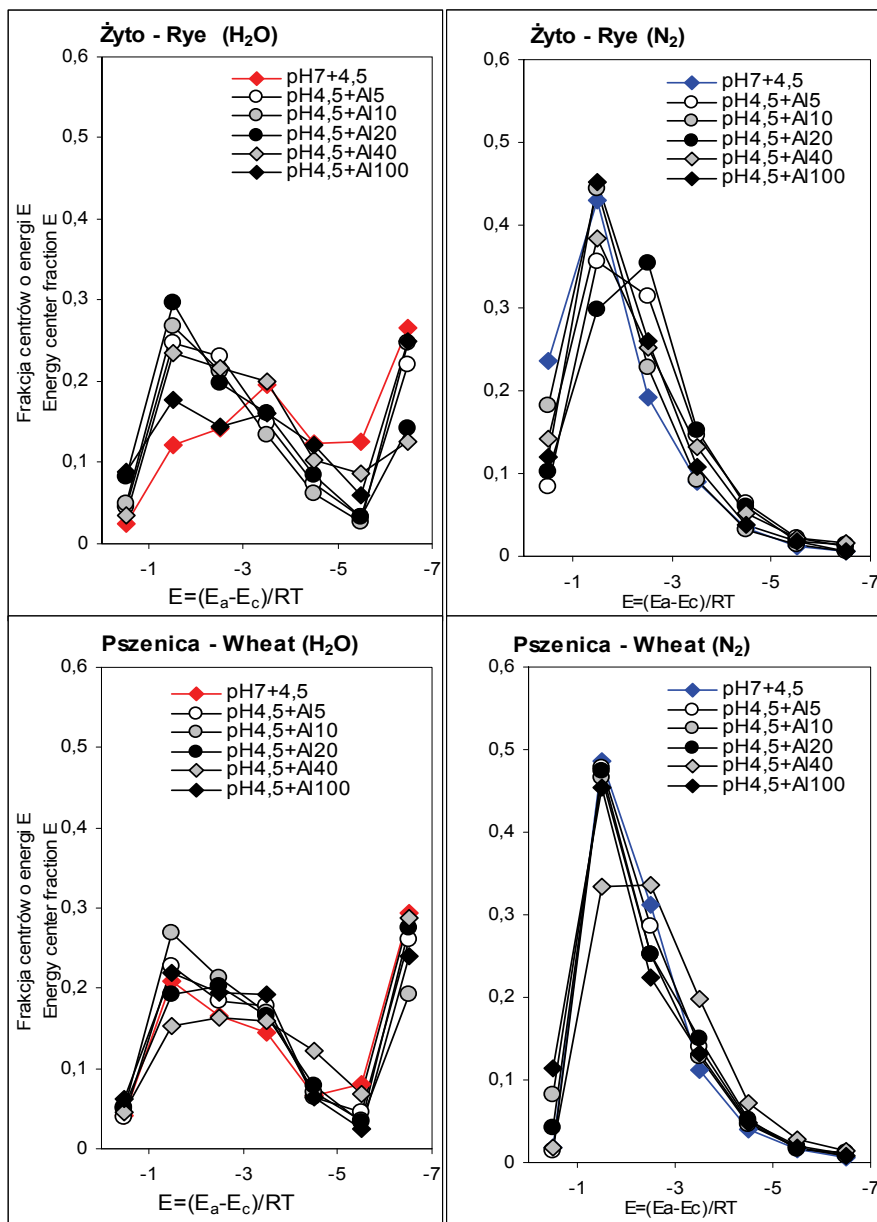 Żyto - Rye (H₂O)
0,6
0,5
0,4
0,3
0,2
0,1
0
pH7+4,5
pH4,5+Al5
pH4,5+Al10
pH4,5+Al20
pH4,5+Al40
pH4,5+Al100
Frakcja centrów o energi E
Energy center fraction E
-1 -3 -5 -7
E=(Eₐ-E꜀)/RT
Żyto - Rye (N₂)
0,6
0,5
0,4
0,3
0,2
0,1
0
pH7+4,5
pH4,5+Al5
pH4,5+Al10
pH4,5+Al20
pH4,5+Al40
pH4,5+Al100
-1 -3 -5 -7
E=(Ea-Ec)/RT
Pszenica - Wheat (H₂O)
0,6
0,5
0,4
0,3
0,2
0,1
0
pH7+4,5
pH4,5+Al5
pH4,5+Al10
pH4,5+Al20
pH4,5+Al40
pH4,5+Al100
Frakcja centrów o energi E
Energy center fraction E
-1 -3 -5 -7
E=(Eₐ-E꜀)/RT
Pszenica - Wheat (N₂)
0,6
0,5
0,4
0,3
0,2
0,1
0
pH7+4,5
pH4,5+Al5
pH4,5+Al10
pH4,5+Al20
pH4,5+Al40
pH4,5+Al100
-1 -3 -5 -7
E=(Ea-Ec)/RT